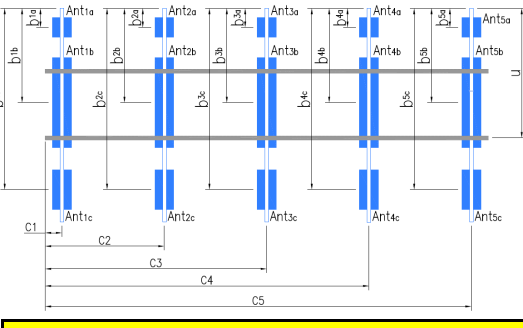 b1a Ant1a b2a Ant2a b3a Ant3a b4a Ant4a b5a Ant5a
b1b Ant1b b2b Ant2b b3b Ant3b b4b Ant4b b5b Ant5b
b2c b3c b4c b5c u
Ant1c Ant2c Ant3c Ant4c Ant5c
C1
C2
C3
C4
C5